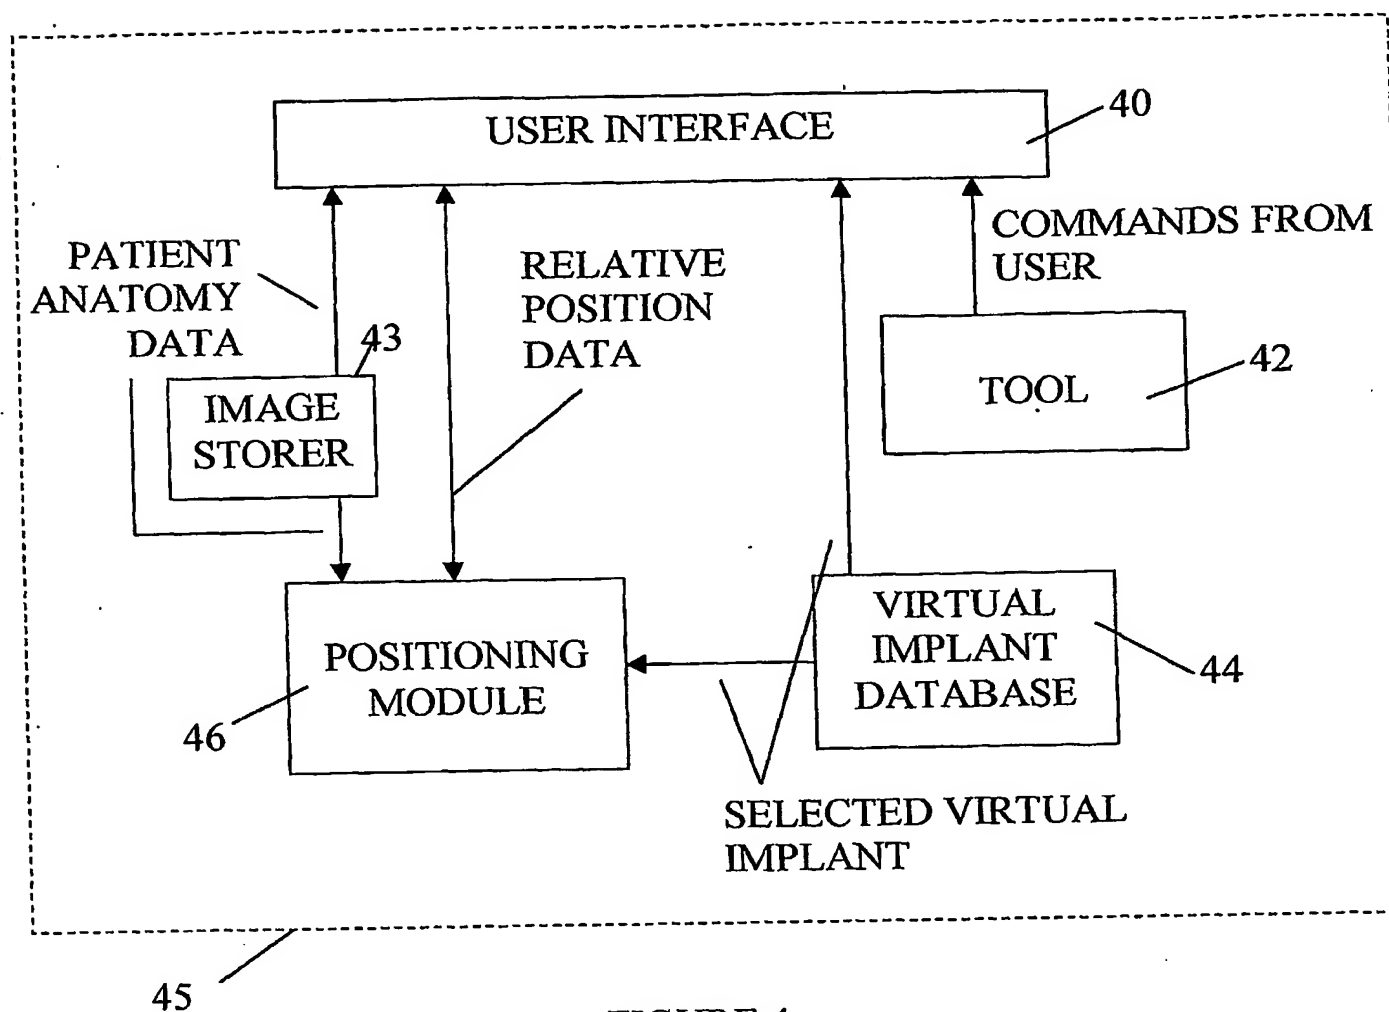 USER INTERFACE
40
COMMANDS FROM
USER
PATIENT
ANATOMY
DATA
RELATIVE
POSITION
DATA
43
IMAGE
STORER
TOOL
42
POSITIONING
MODULE
46
VIRTUAL
IMPLANT
DATABASE
44
SELECTED VIRTUAL
IMPLANT
45